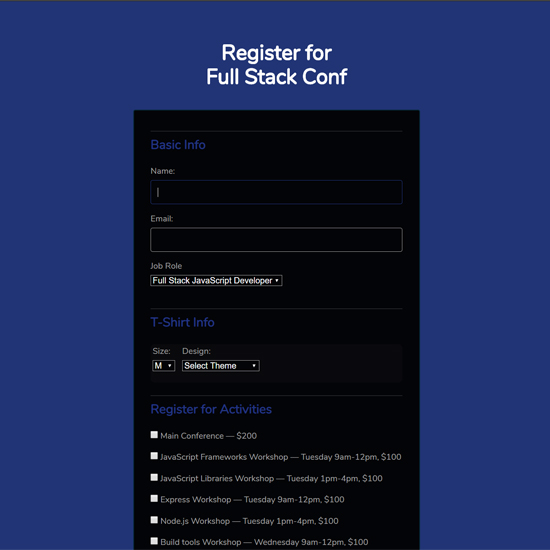 Register for
Full Stack Conf
Basic Info
Name:
Email:
Job Role
Full Stack JavaScript Developer
T-Shirt Info
Size: Design:
M Select Theme
Register for Activities
Main Conference — $200
JavaScript Frameworks Workshop — Tuesday 9am-12pm, $100
JavaScript Libraries Workshop — Tuesday 1pm-4pm, $100
Express Workshop — Tuesday 9am-12pm, $100
Node.js Workshop — Tuesday 1pm-4pm, $100
Build tools Workshop — Wednesday 9am-12pm, $100